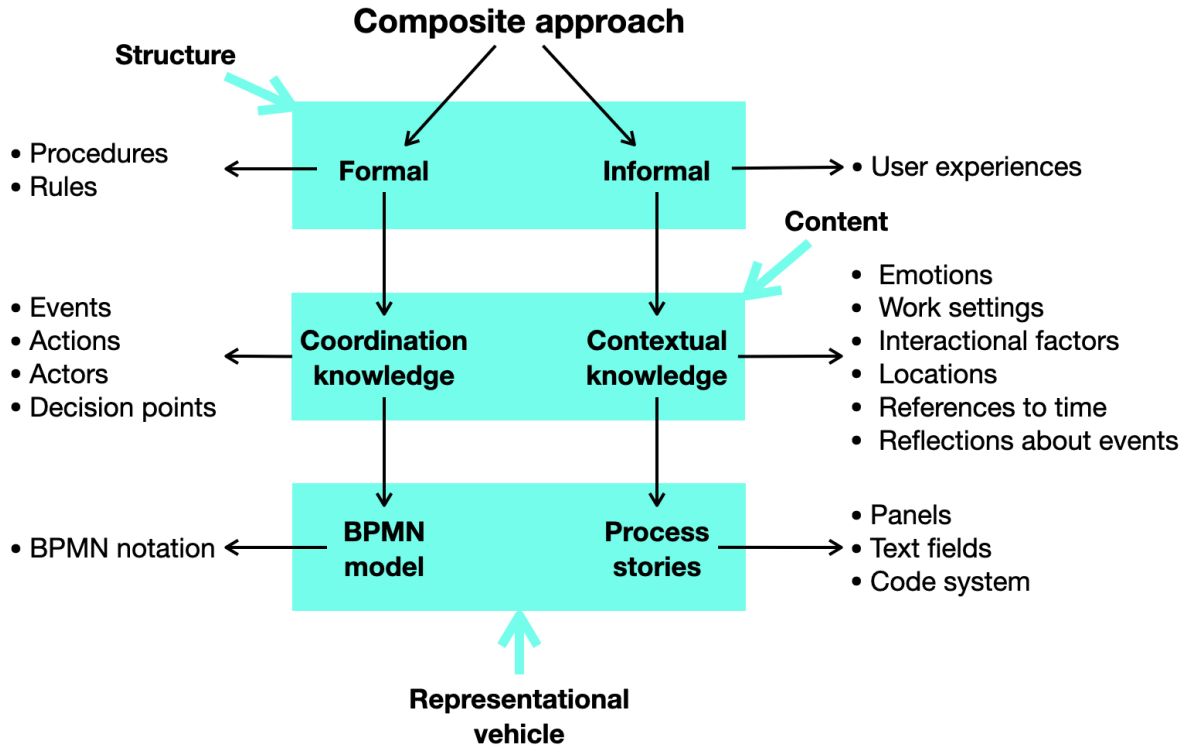 Composite approach
Structure
• Procedures
• Rules
Formal
Informal
• User experiences
Content
• Events
• Actions
• Actors
• Decision points
Coordination
knowledge
Contextual
knowledge
• Emotions
• Work settings
• Interactional factors
• Locations
• References to time
• Reflections about events
• BPMN notation
BPMN
model
Process
stories
• Panels
• Text fields
• Code system
Representational
vehicle